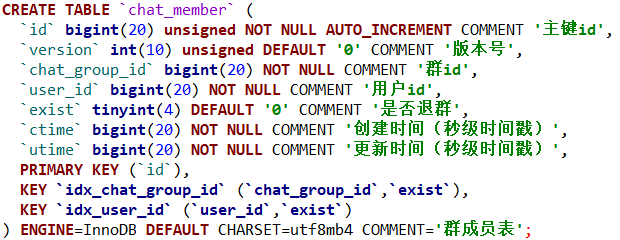 CREATE TABLE `chat_member` (
`id` bigint(20) unsigned NOT NULL AUTO_INCREMENT COMMENT '主键id',
`version` int(10) unsigned DEFAULT '0' COMMENT '版本号',
`chat_group_id` bigint(20) NOT NULL COMMENT '群id',
`user_id` bigint(20) NOT NULL COMMENT '用户id',
`exist` tinyint(4) DEFAULT '0' COMMENT '是否退群',
`ctime` bigint(20) NOT NULL COMMENT '创建时间（秒级时间戳）',
`utime` bigint(20) NOT NULL COMMENT '更新时间（秒级时间戳）',
PRIMARY KEY (`id`),
KEY `idx_chat_group_id` (`chat_group_id`,`exist`),
KEY `idx_user_id` (`user_id`,`exist`)
) ENGINE=InnoDB DEFAULT CHARSET=utf8mb4 COMMENT='群成员表';